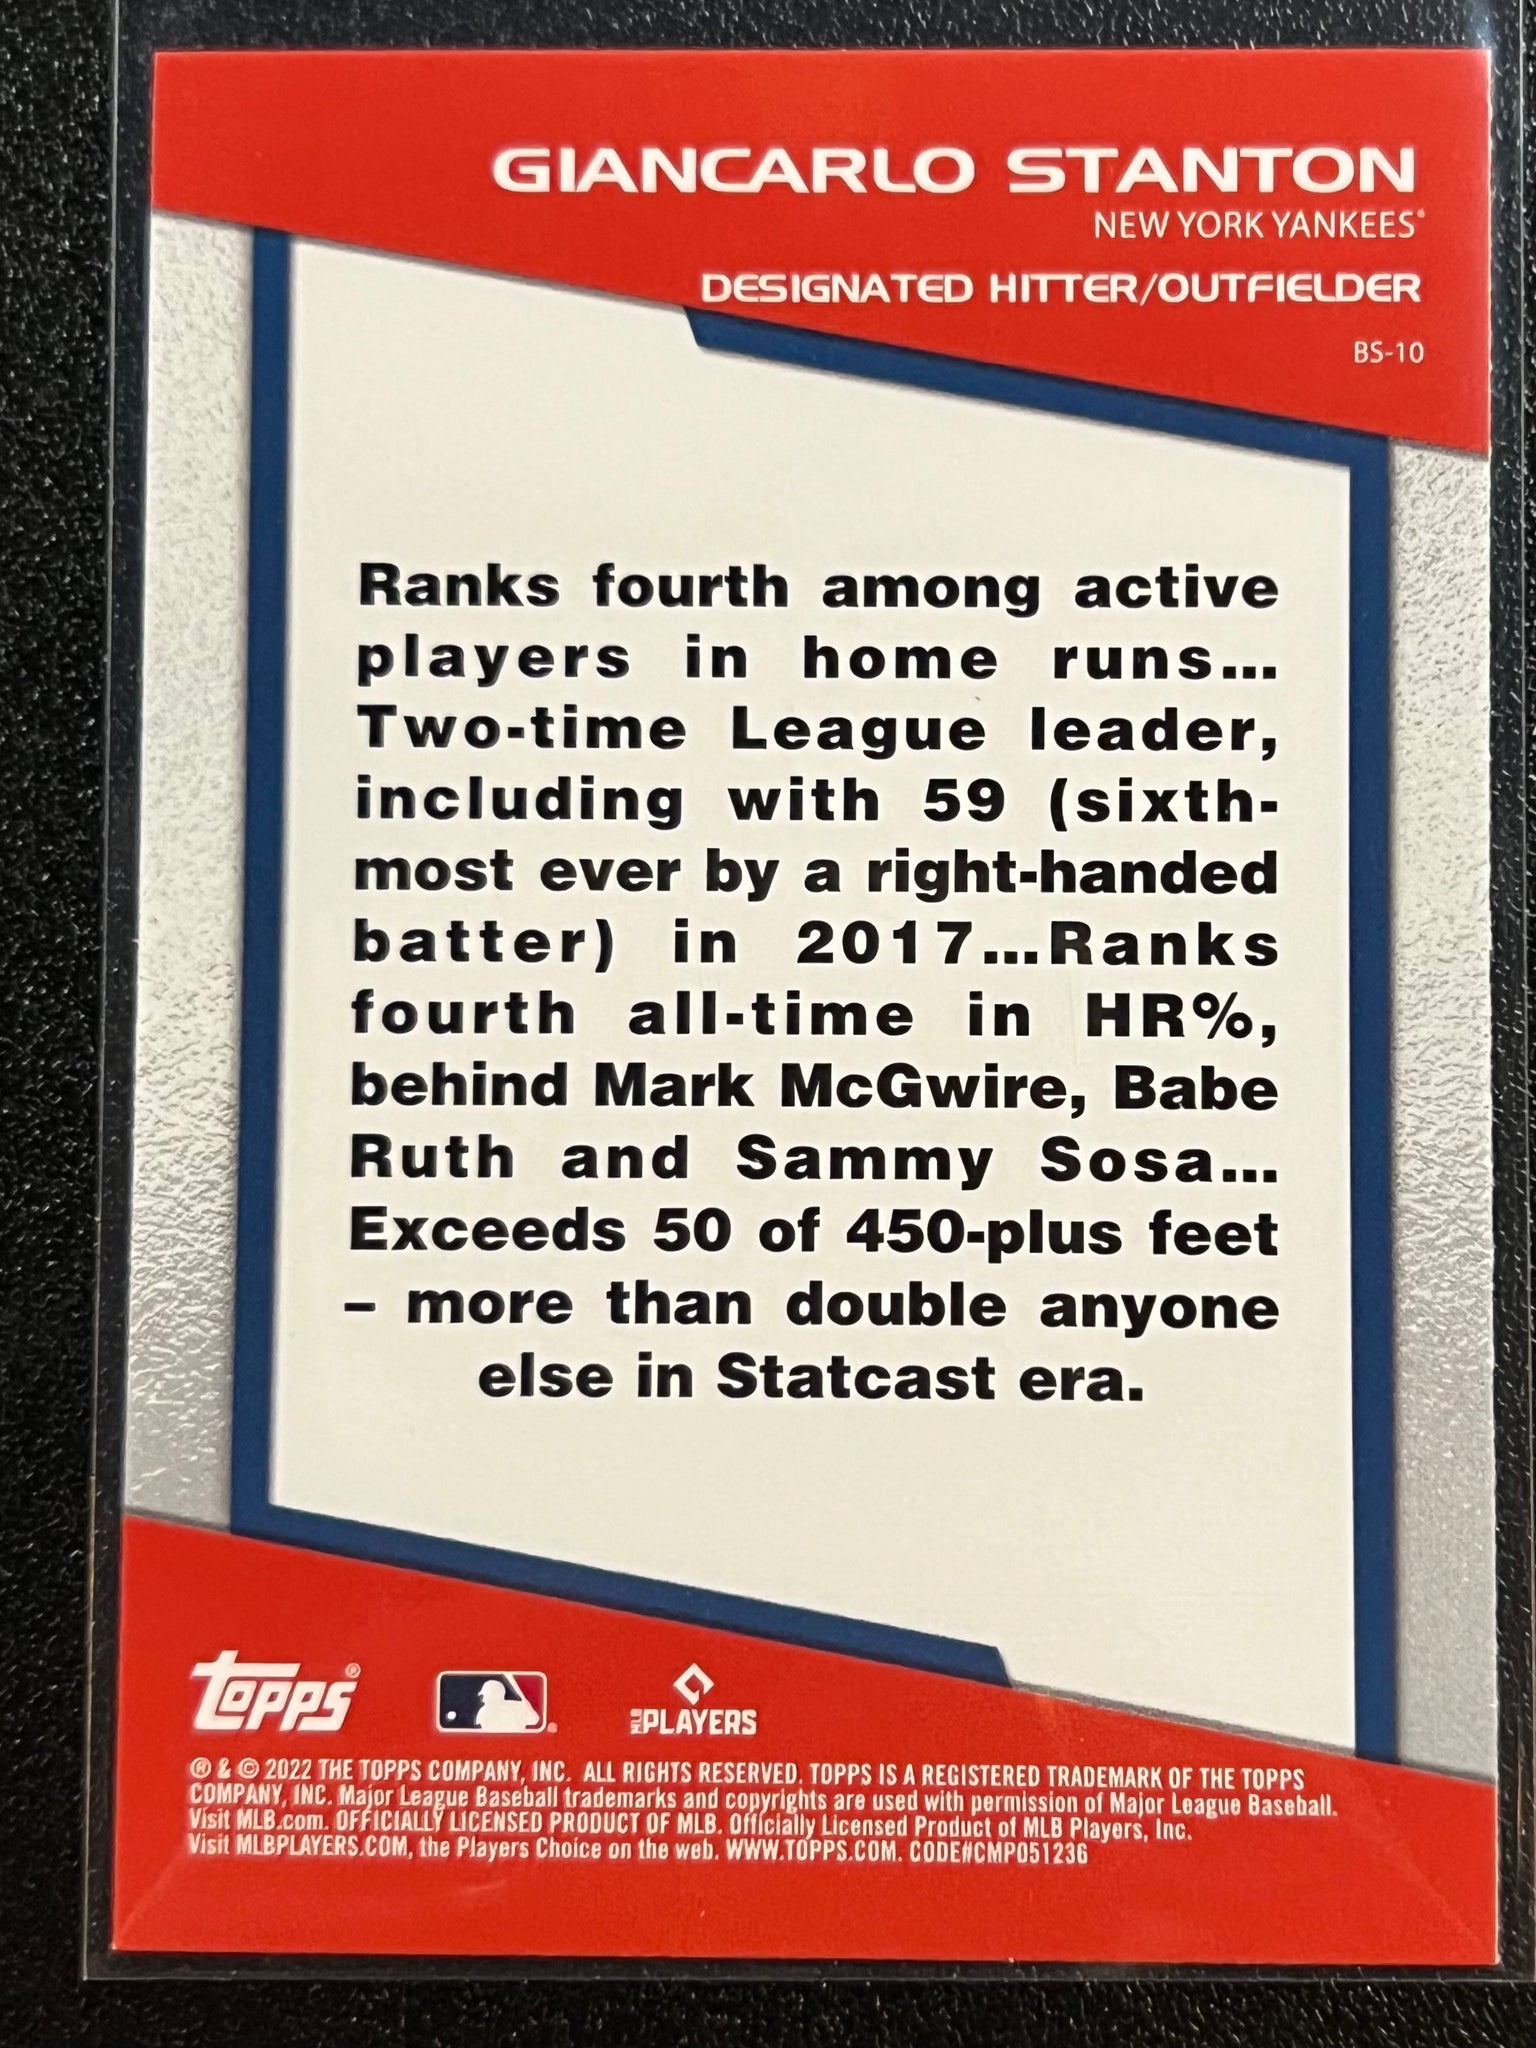 GIANCARLO STANTON
NEW YORK YANKEES®
DESIGNATED HITTER/OUTFIELDER
BS-10
Ranks fourth among active
players in home runs...
Two-time League leader,
including with 59 (sixth-
most ever by a right-handed
batter) in 2017...Ranks
fourth all-time in HR%,
behind Mark McGwire, Babe
Ruth and Sammy Sosa...
Exceeds 50 of 450-plus feet
– more than double anyone
else in Statcast era.
topps®
MLB PLAYERS
® & © 2022 THE TOPPS COMPANY, INC. ALL RIGHTS RESERVED. TOPPS IS A REGISTERED TRADEMARK OF THE TOPPS
COMPANY, INC. Major League Baseball trademarks and copyrights are used with permission of Major League Baseball.
Visit MLB.com. OFFICIALLY LICENSED PRODUCT OF MLB. Officially Licensed Product of MLB Players, Inc.
Visit MLBPLAYERS.COM, the Players Choice on the web. WWW.TOPPS.COM. CODE#CMP051236